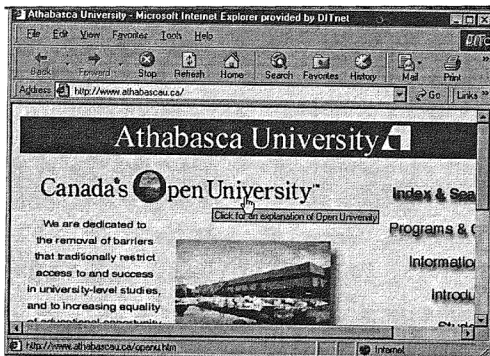 Athabasca University - Microsoft Internet Explorer provided by DITnet
File Edit View Favorites Tools Help
Back Forward Stop Refresh Home Search Favorites History Mail Print
Address http://www.athabascau.ca/ Go Links »
Athabasca University
Canada's Open University™
Click for an explanation of Open University
Index & Sea
We are dedicated to
the removal of barriers
that traditionally restrict
access to and success
in university-level studies,
and to increasing equality
of educational opportunity
Programs & C
Informatio
Introdu
http://www.athabascau.ca/openu.htm Internet